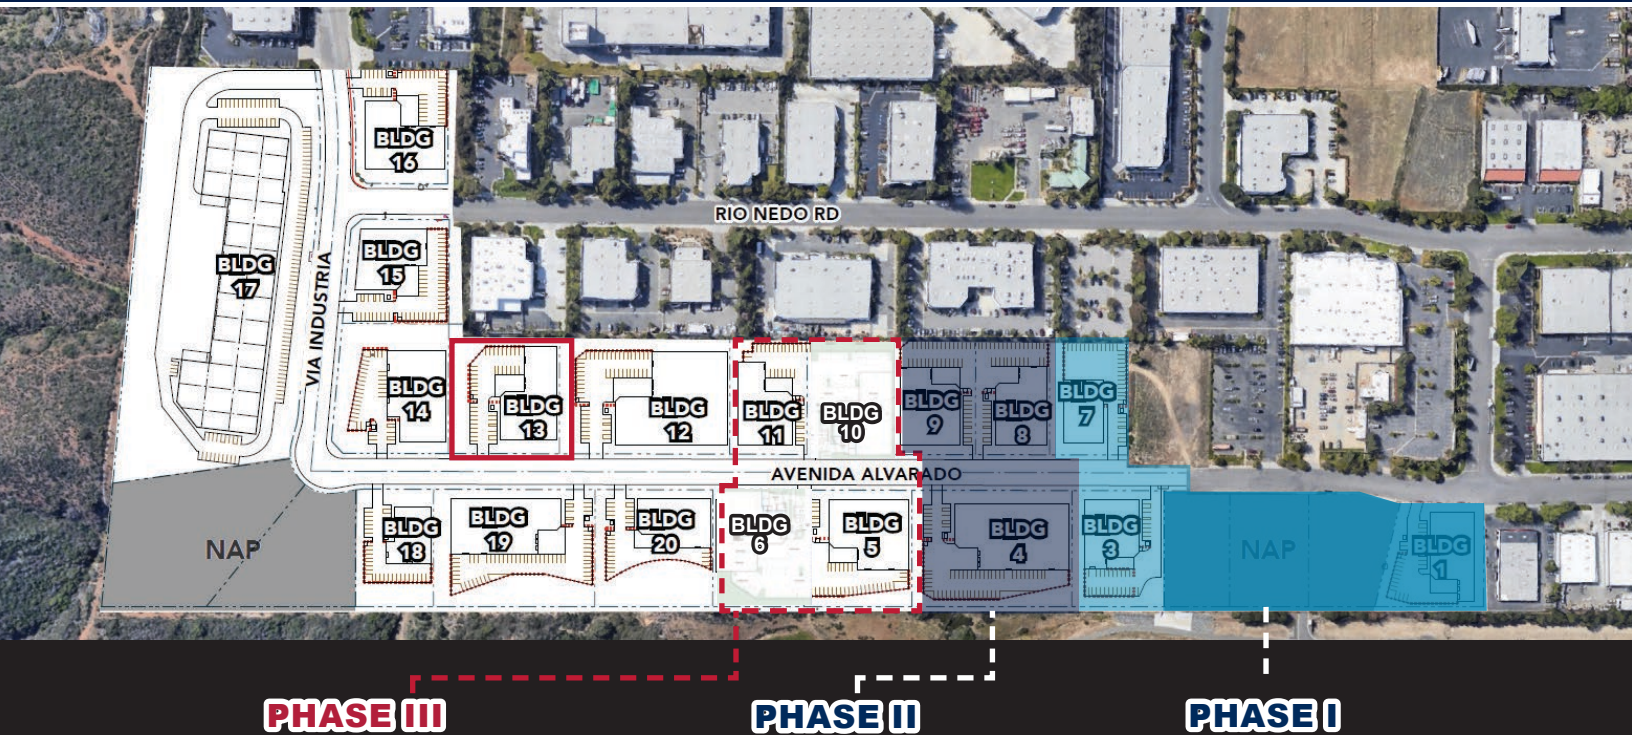 BLDG
16
RIO NEDO RD
BLDG
15
BLDG
17
VIA INDUSTRIA
BLDG
14
BLDG
13
BLDG
12
BLDG
11
BLDG
10
BLDG
9
BLDG
8
BLDG
7
AVENIDA ALVARADO
NAP
BLDG
18
BLDG
19
BLDG
20
BLDG
6
BLDG
5
BLDG
4
BLDG
3
NAP
BLDG
1
PHASE III
PHASE II
PHASE I